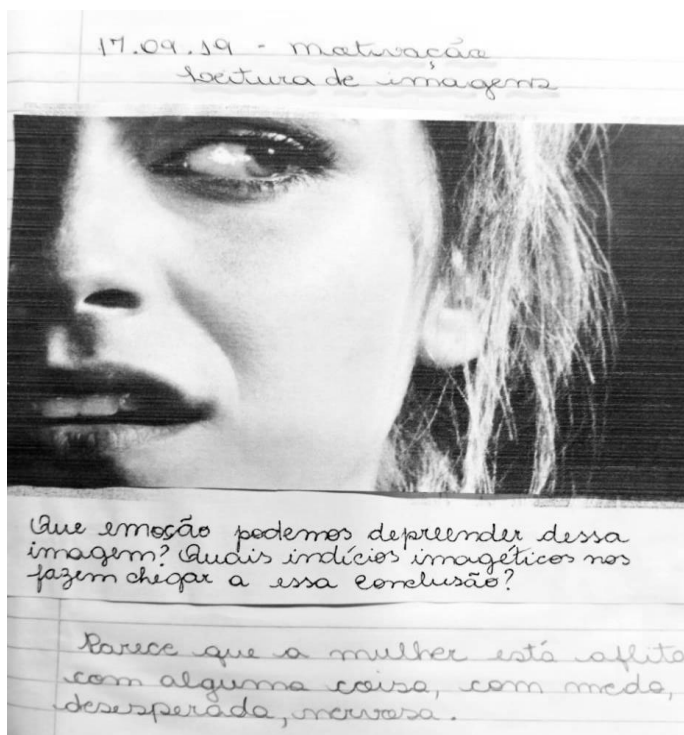 17.09.19 - Motivação
Leitura de imagens
Que emoção podemos depreender dessa
imagem? Quais indícios imagéticos nos
fazem chegar a essa conclusão?
Parece que a mulher está aflita
com alguma coisa, com medo,
desesperada, nervosa.